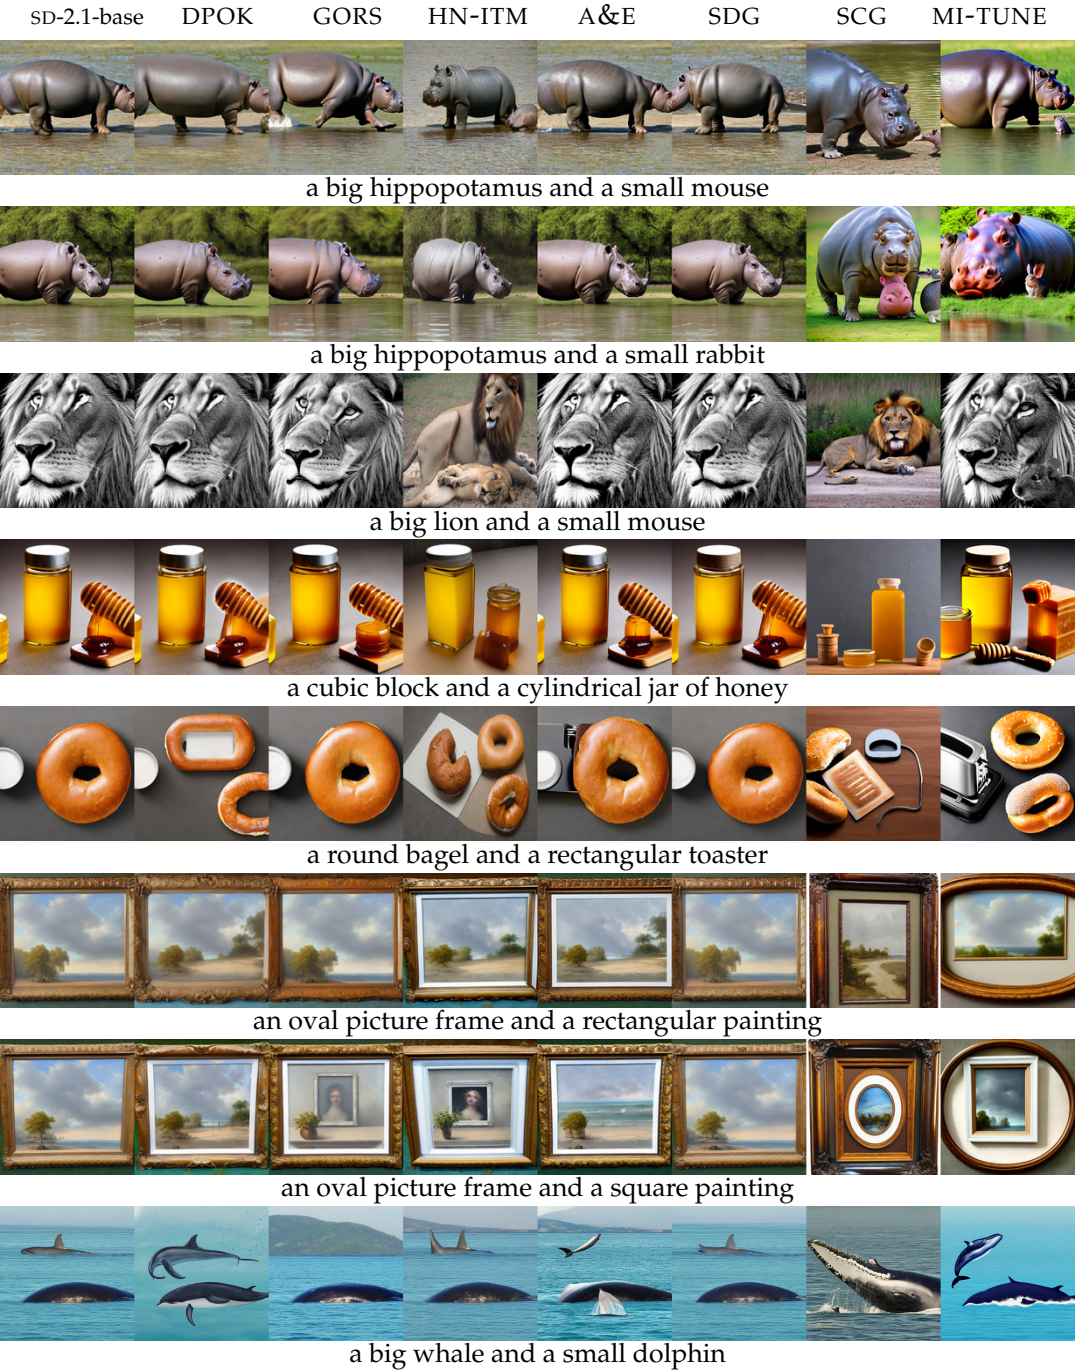 SD-2.1-base DPOK GORS HN-ITM A&E SDG SCG MI-TUNE
a big hippopotamus and a small mouse
a big hippopotamus and a small rabbit
a big lion and a small mouse
a cubic block and a cylindrical jar of honey
a round bagel and a rectangular toaster
an oval picture frame and a rectangular painting
an oval picture frame and a square painting
a big whale and a small dolphin